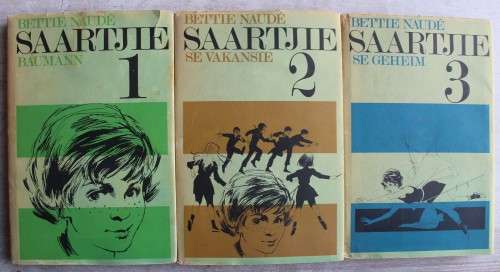 BETTIE NAUDÉ
SAARTJIE
BAUMANN
1
BETTIE NAUDÉ
SAARTJIE
SE VAKANSIE
2
BETTIE NAUDÉ
SAARTJIE
SE GEHEIM
3